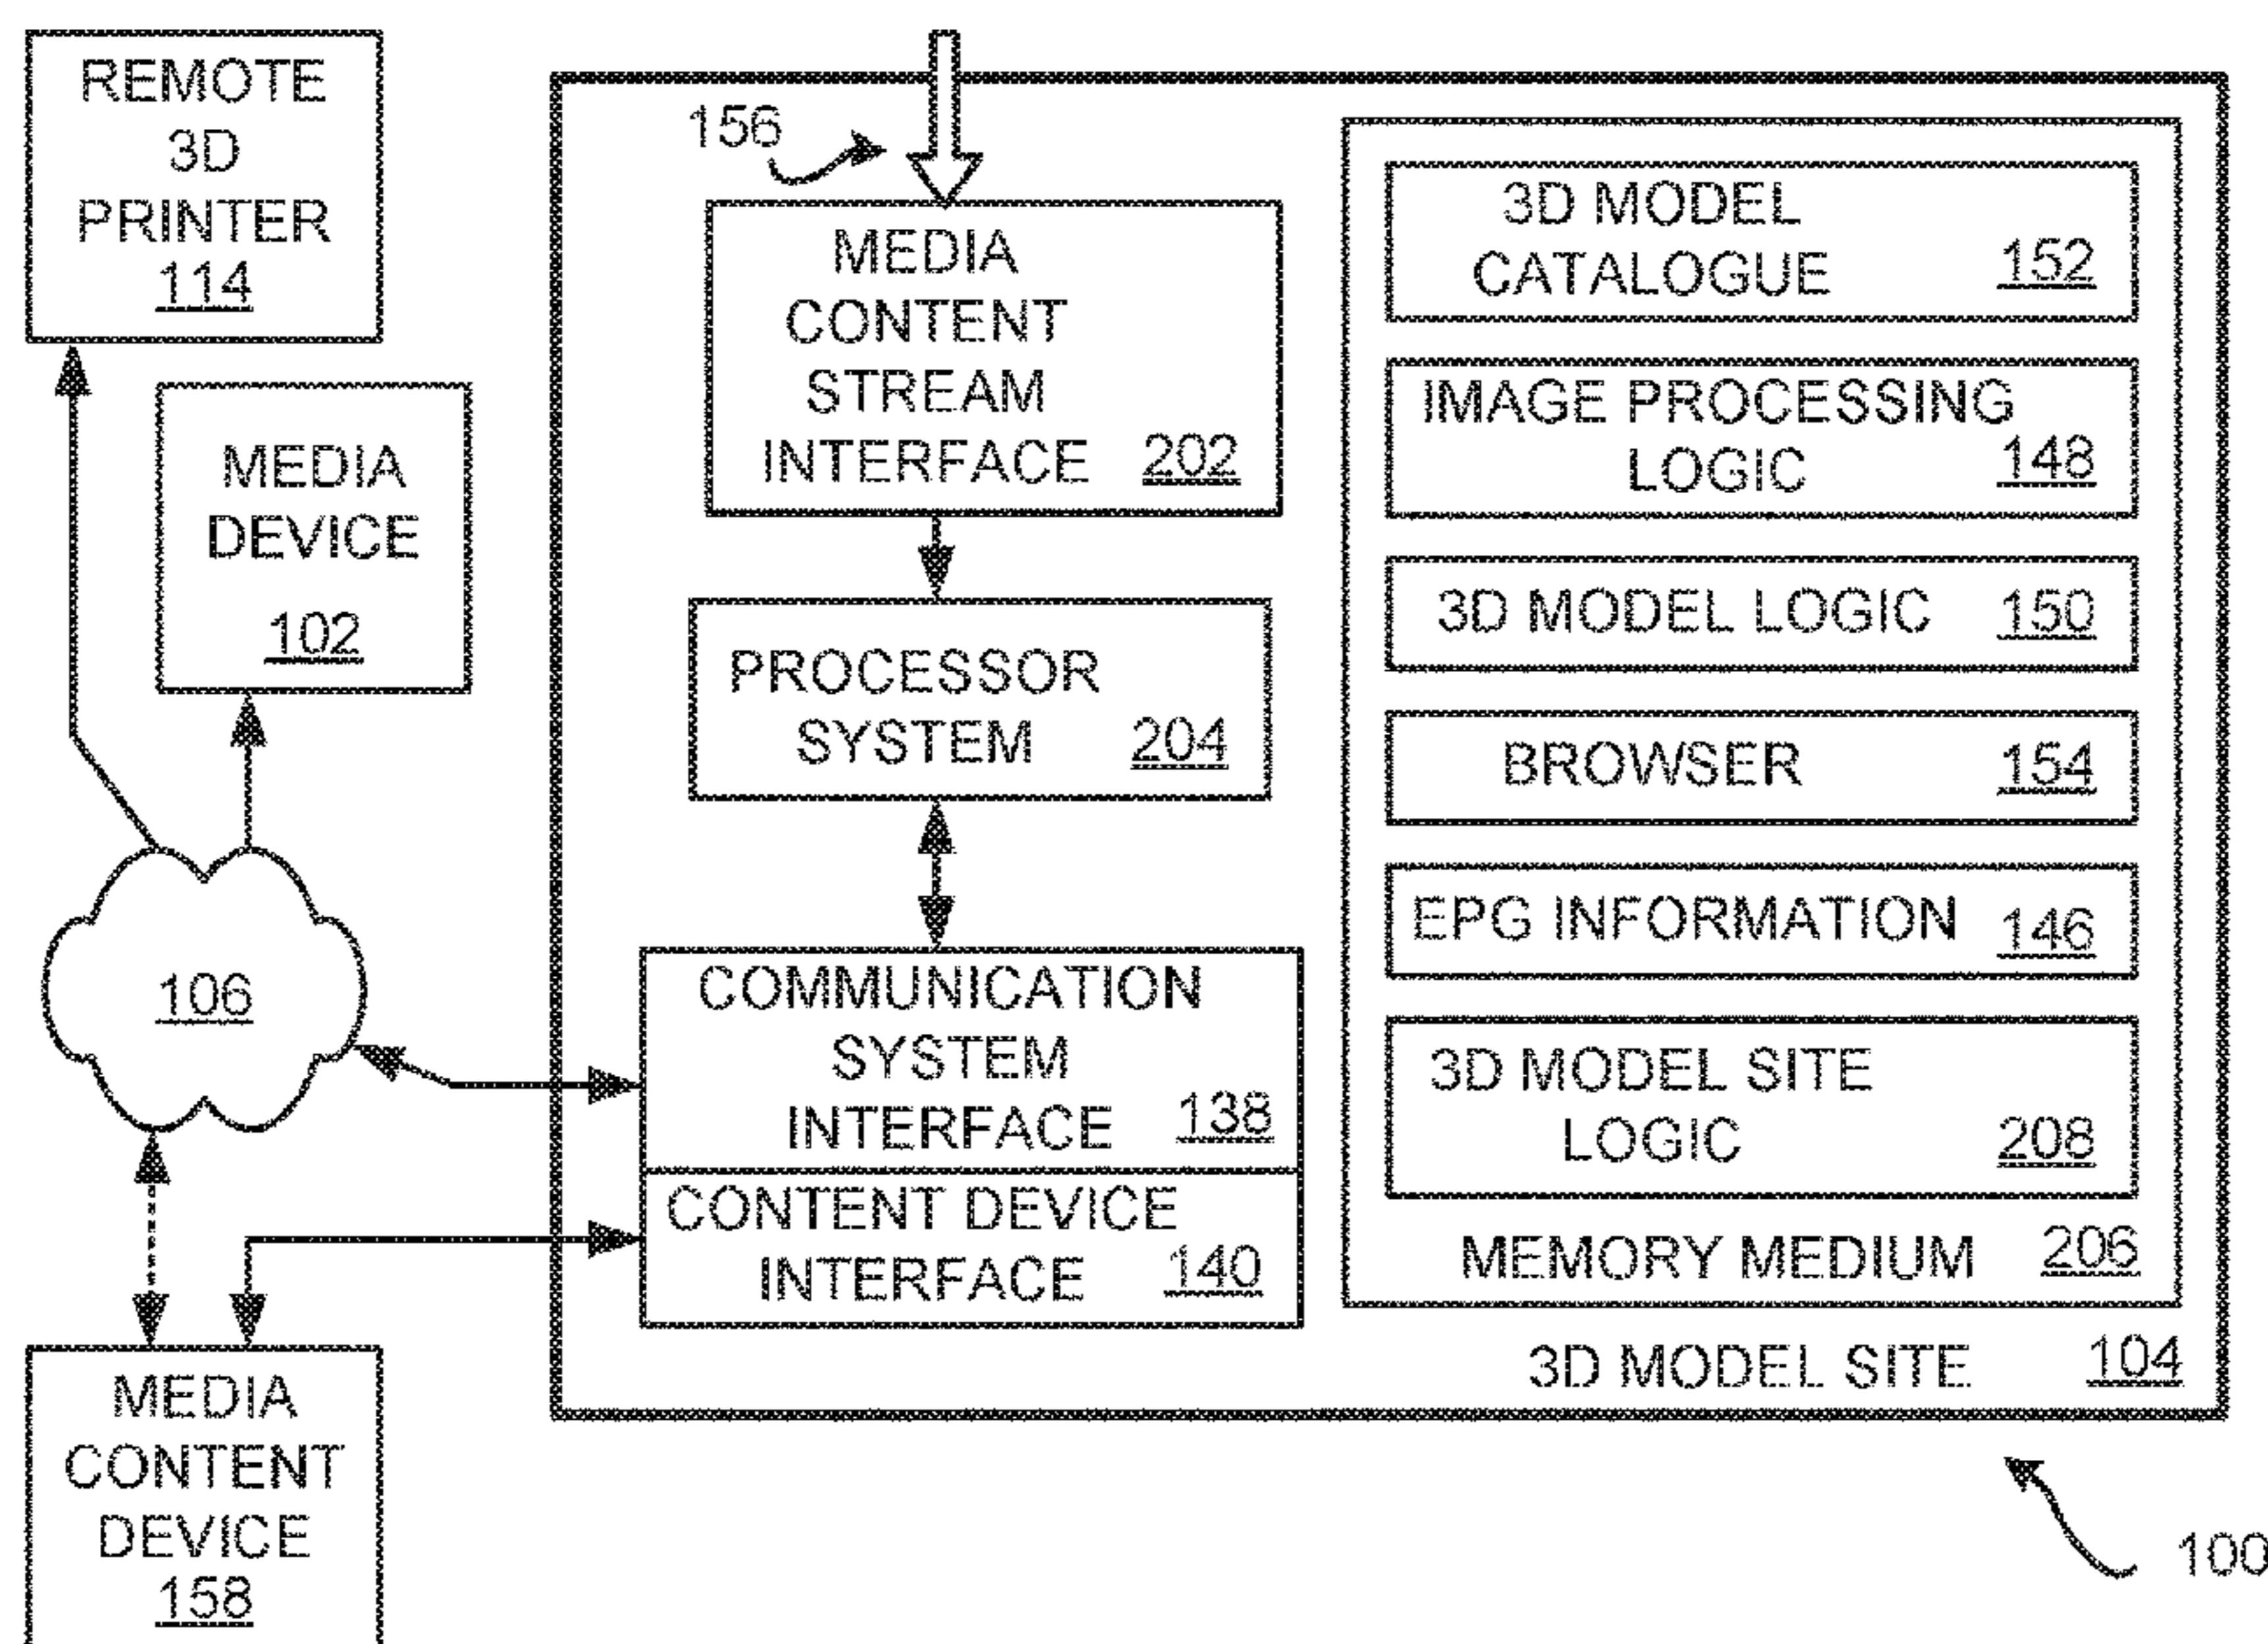 REMOTE
3D
PRINTER
114
MEDIA
DEVICE
102
106
MEDIA
CONTENT
DEVICE
158
156
MEDIA
CONTENT
STREAM
INTERFACE 202
PROCESSOR
SYSTEM 204
COMMUNICATION
SYSTEM
INTERFACE 138
CONTENT DEVICE
INTERFACE 140
3D MODEL
CATALOGUE 152
IMAGE PROCESSING
LOGIC 148
3D MODEL LOGIC 150
BROWSER 154
EPG INFORMATION 146
3D MODEL SITE
LOGIC 208
MEMORY MEDIUM 206
3D MODEL SITE 104
100